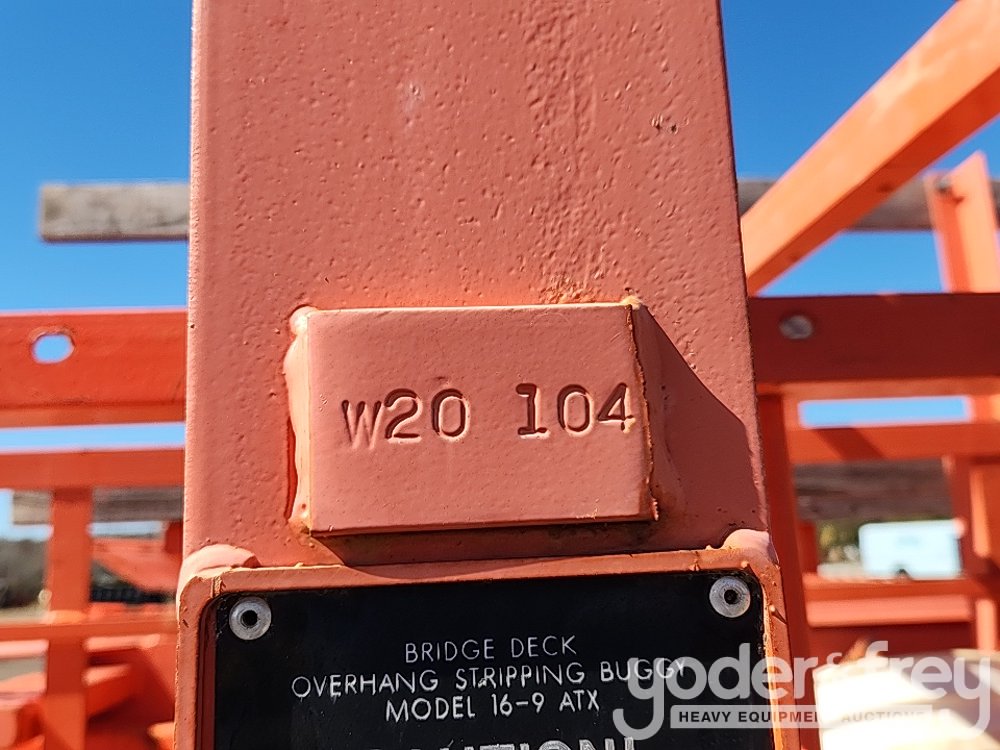 W20 104
BRIDGE DECK
OVERHANG STRIPPING BUGGY
MODEL 16-9 ATX
yoder&frey
HEAVY EQUIPMENT AUCTIONS